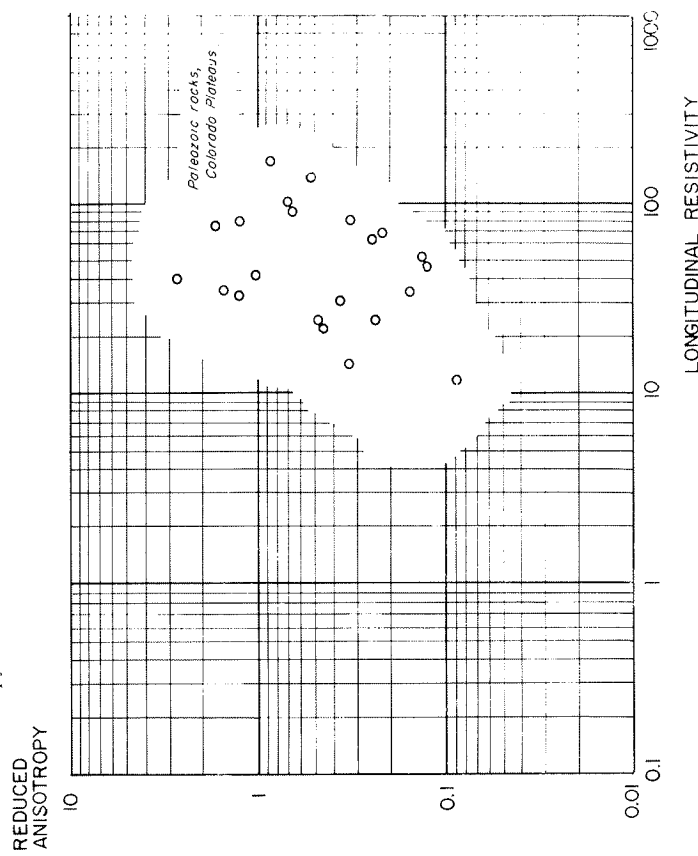 REDUCED
ANISOTROPY
10
1
0.1
0.01
Paleozoic rocks,
Colorado Plateaus
0.1
1
10
100
1000
LONGITUDINAL RESISTIVITY